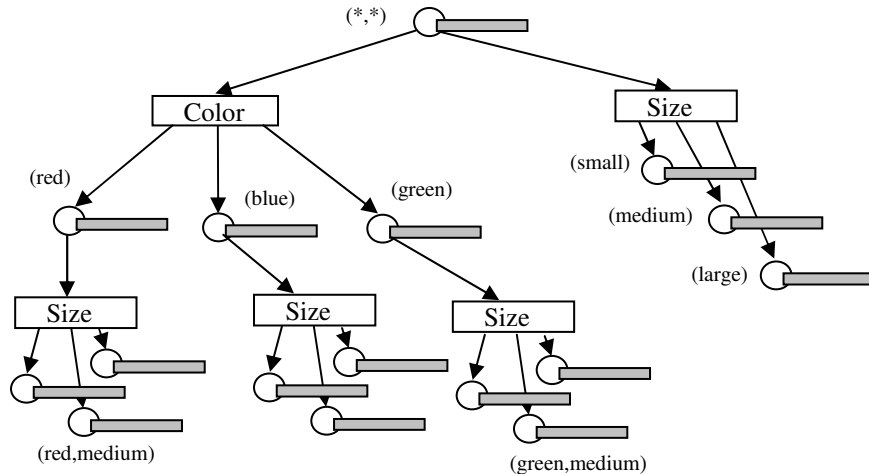 (*,*)
Color
Size
(red)
(blue)
(green)
(small)
(medium)
(large)
Size
Size
Size
(red,medium)
(green,medium)